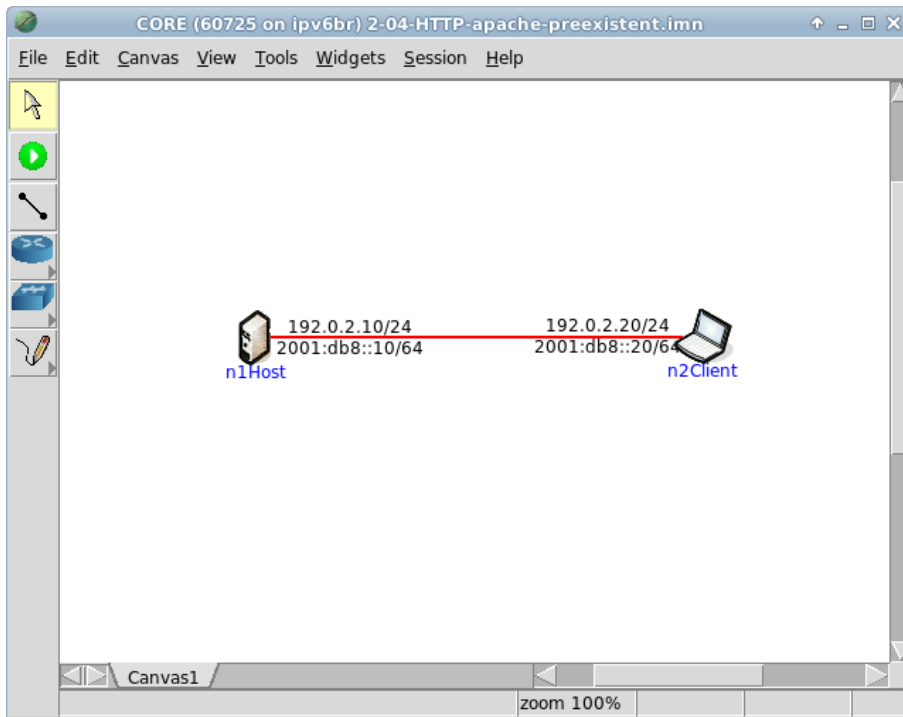 CORE (60725 on ipv6br) 2-04-HTTP-apache-preexistent.imn
File Edit Canvas View Tools Widgets Session Help
192.0.2.10/24
2001:db8::10/64
n1Host
192.0.2.20/24
2001:db8::20/64
n2Client
Canvas1
zoom 100%